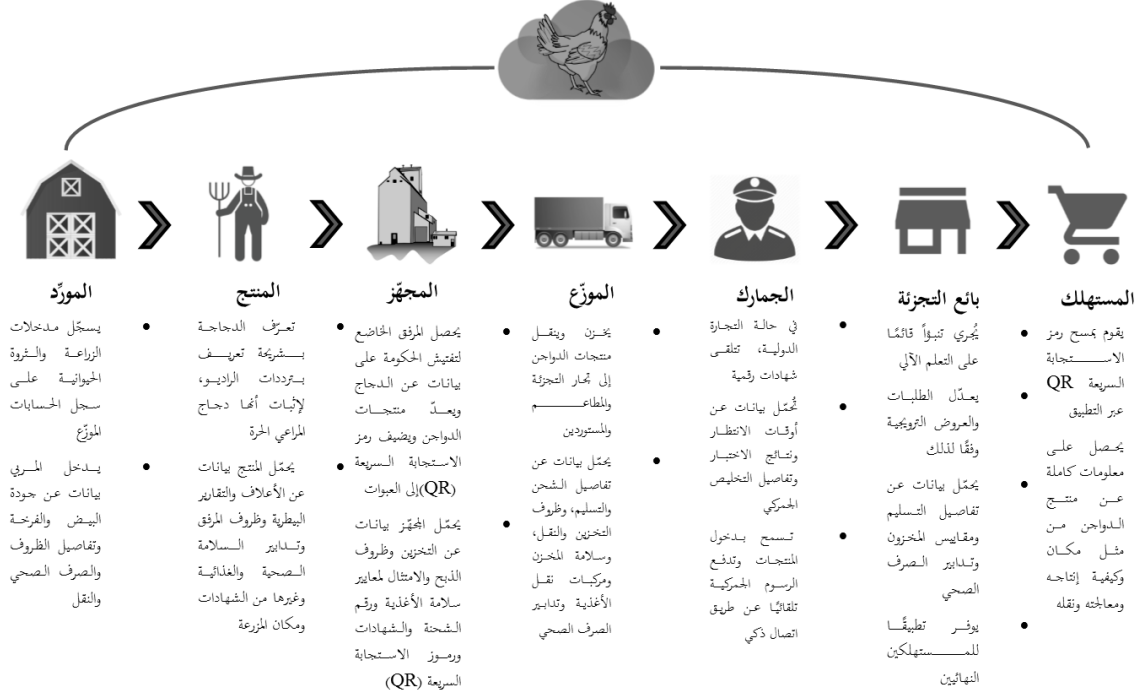 المورِّد
• يسجّل مدخلات
الزراعة والثروة
الحيوانية على
سجل الحسابات
الموزّع
• يدخل المربي
بيانات عن جودة
البيض والفرخة
وتفاصيل الظروف
والصرف الصحي
والنقل
المنتج
• تعرّف الدجاجة
بشريحة تعريف
بترددات الراديو،
لإثبات أنها دجاج
المراعي الحرة
• يحمّل المنتج بيانات
عن الأعلاف والتقارير
البيطرية وظروف المرفق
وتدابير السلامة
الصحية والغذائية
وغيرها من الشهادات
ومكان المزرعة
المجهّز
• يحصل المرفق الخاضع
لتفتيش الحكومة على
بيانات عن الدجاج
ويعدّ منتجات
الدواجن ويضيف رمز
الاستجابة السريعة
(QR)إلى العبوات
• يحمّل المجهّز بيانات
عن التخزين وظروف
الذبح والامتثال لمعايير
سلامة الأغذية ورقم
الشحنة والشهادات
ورموز الاستجابة
السريعة (QR)
الموزّع
• يخزن وينقل
منتجات الدواجن
إلى تجار التجزئة
والمطاعم
والمستوردين
• يحمّل بيانات عن
تفاصيل الشحن
والتسليم، وظروف
التخزين والنقل،
وسلامة المخزن
ومركبات نقل
الأغذية وتدابير
الصرف الصحي
الجمارك
• في حالة التجارة
الدولية، تتلقى
شهادات رقمية
• تُحمّل بيانات عن
أوقات الانتظار
ونتائج الاختبار
وتفاصيل التخليص
الجمركي
• تسمح بدخول
المنتجات وتدفع
الرسوم الجمركية
تلقائيًا عن طريق
اتصال ذكي
بائع التجزئة
• يُجري تنبؤاً قائمًا
على التعلم الآلي
• يعدّل الطلبات
والعروض الترويجية
وفقًا لذلك
• يحمّل بيانات عن
تفاصيل التسليم
ومقاييس المخزون
وتدابير الصرف
الصحي
• يوفر تطبيقًا
للمستهلكين
النهائيين
المستهلك
• يقوم بمسح رمز
الاستجابة
السريعة QR
عبر التطبيق
• يحصل على
معلومات كاملة
عن منتج
الدواجن من
مثل مكان
وكيفية إنتاجه
ومعالجته ونقله